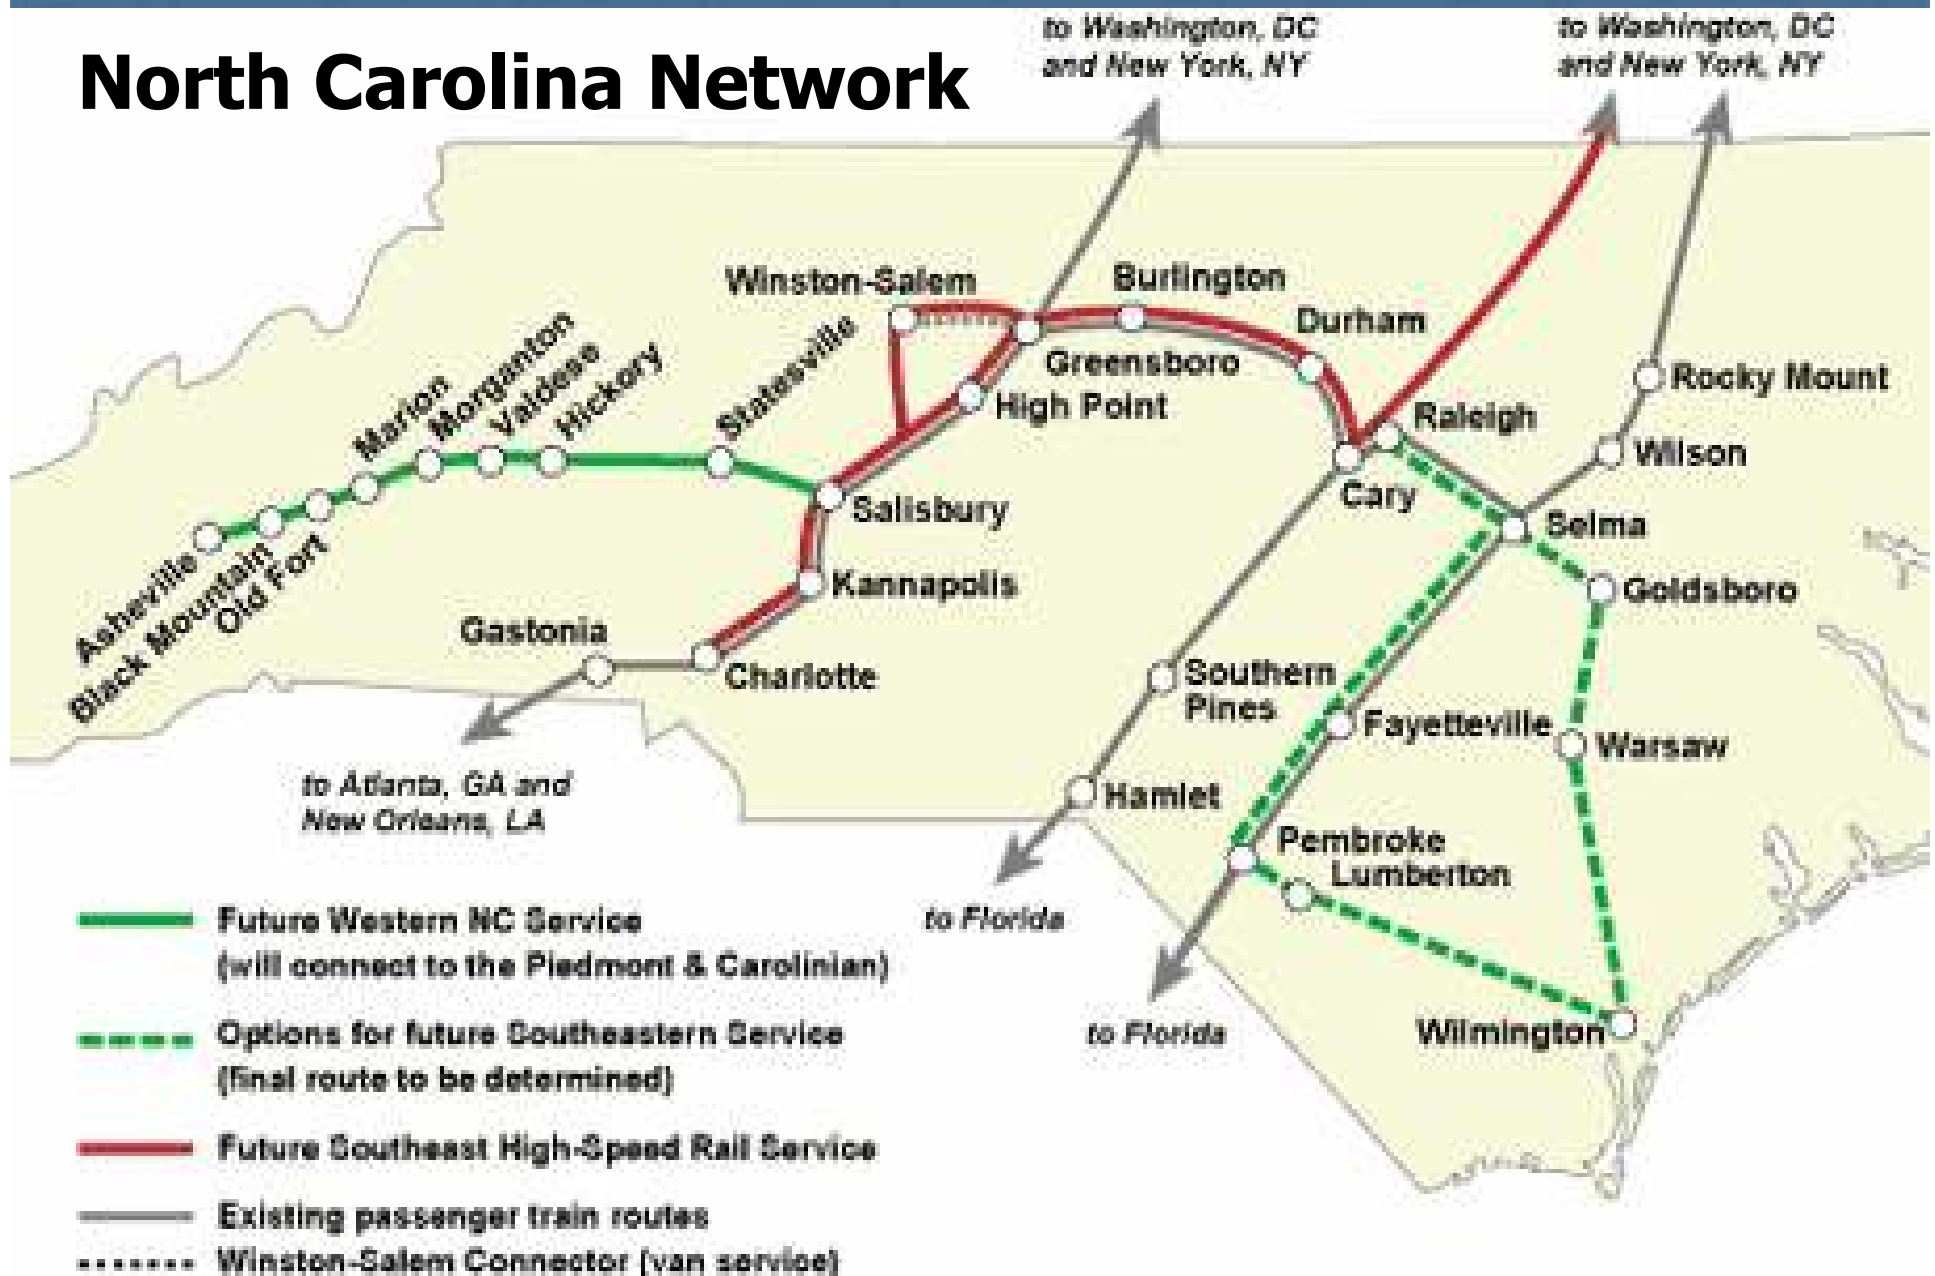 to Washington, DC
and New York, NY
to Washington, DC
and New York, NY
North Carolina Network
Winston-Salem
Burlington
Durham
Greensboro
High Point
Statesville
Hickory
Valdese
Morganton
Marion
Raleigh
Rocky Mount
Wilson
Cary
Selma
Salisbury
Goldsboro
Asheville
Black Mountain
Old Fort
Kannapolis
Gastonia
Charlotte
Southern
Pines
Fayetteville
Warsaw
Hamlet
to Atlanta, GA and
New Orleans, LA
Pembroke
Lumberton
to Florida
to Florida
Wilmington
Future Western NC Service
(will connect to the Piedmont & Carolinian)
Options for future Southeastern Service
(final route to be determined)
Future Southeast High-Speed Rail Service
Existing passenger train routes
Winston-Salem Connector (van service)